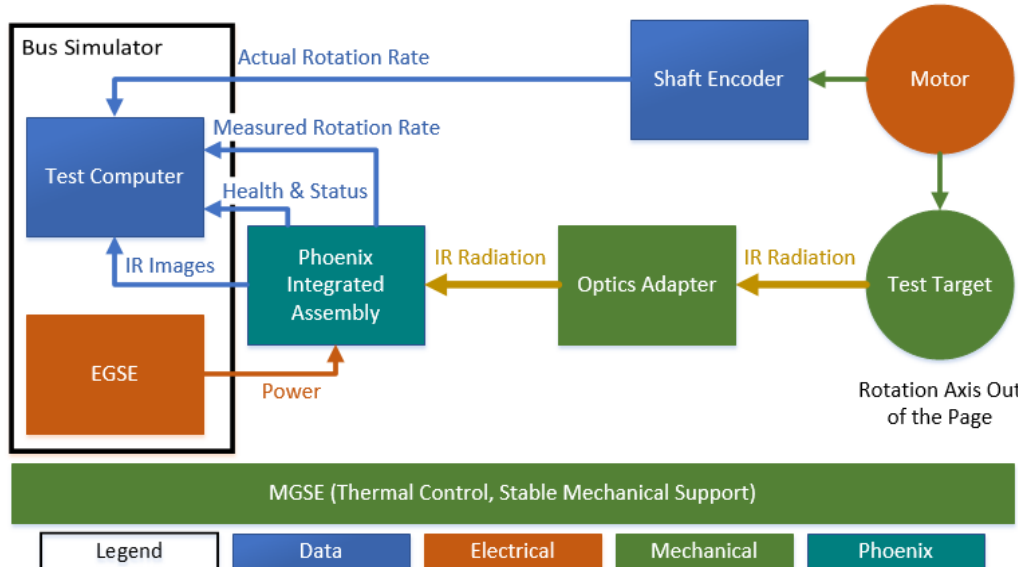 Bus Simulator
Actual Rotation Rate
Shaft Encoder
Motor
Measured Rotation Rate
Test Computer
Health & Status
IR Images
Phoenix
Integrated
Assembly
IR Radiation
Optics Adapter
IR Radiation
Test Target
EGSE
Power
Rotation Axis Out
of the Page
MGSE (Thermal Control, Stable Mechanical Support)
Legend
Data
Electrical
Mechanical
Phoenix